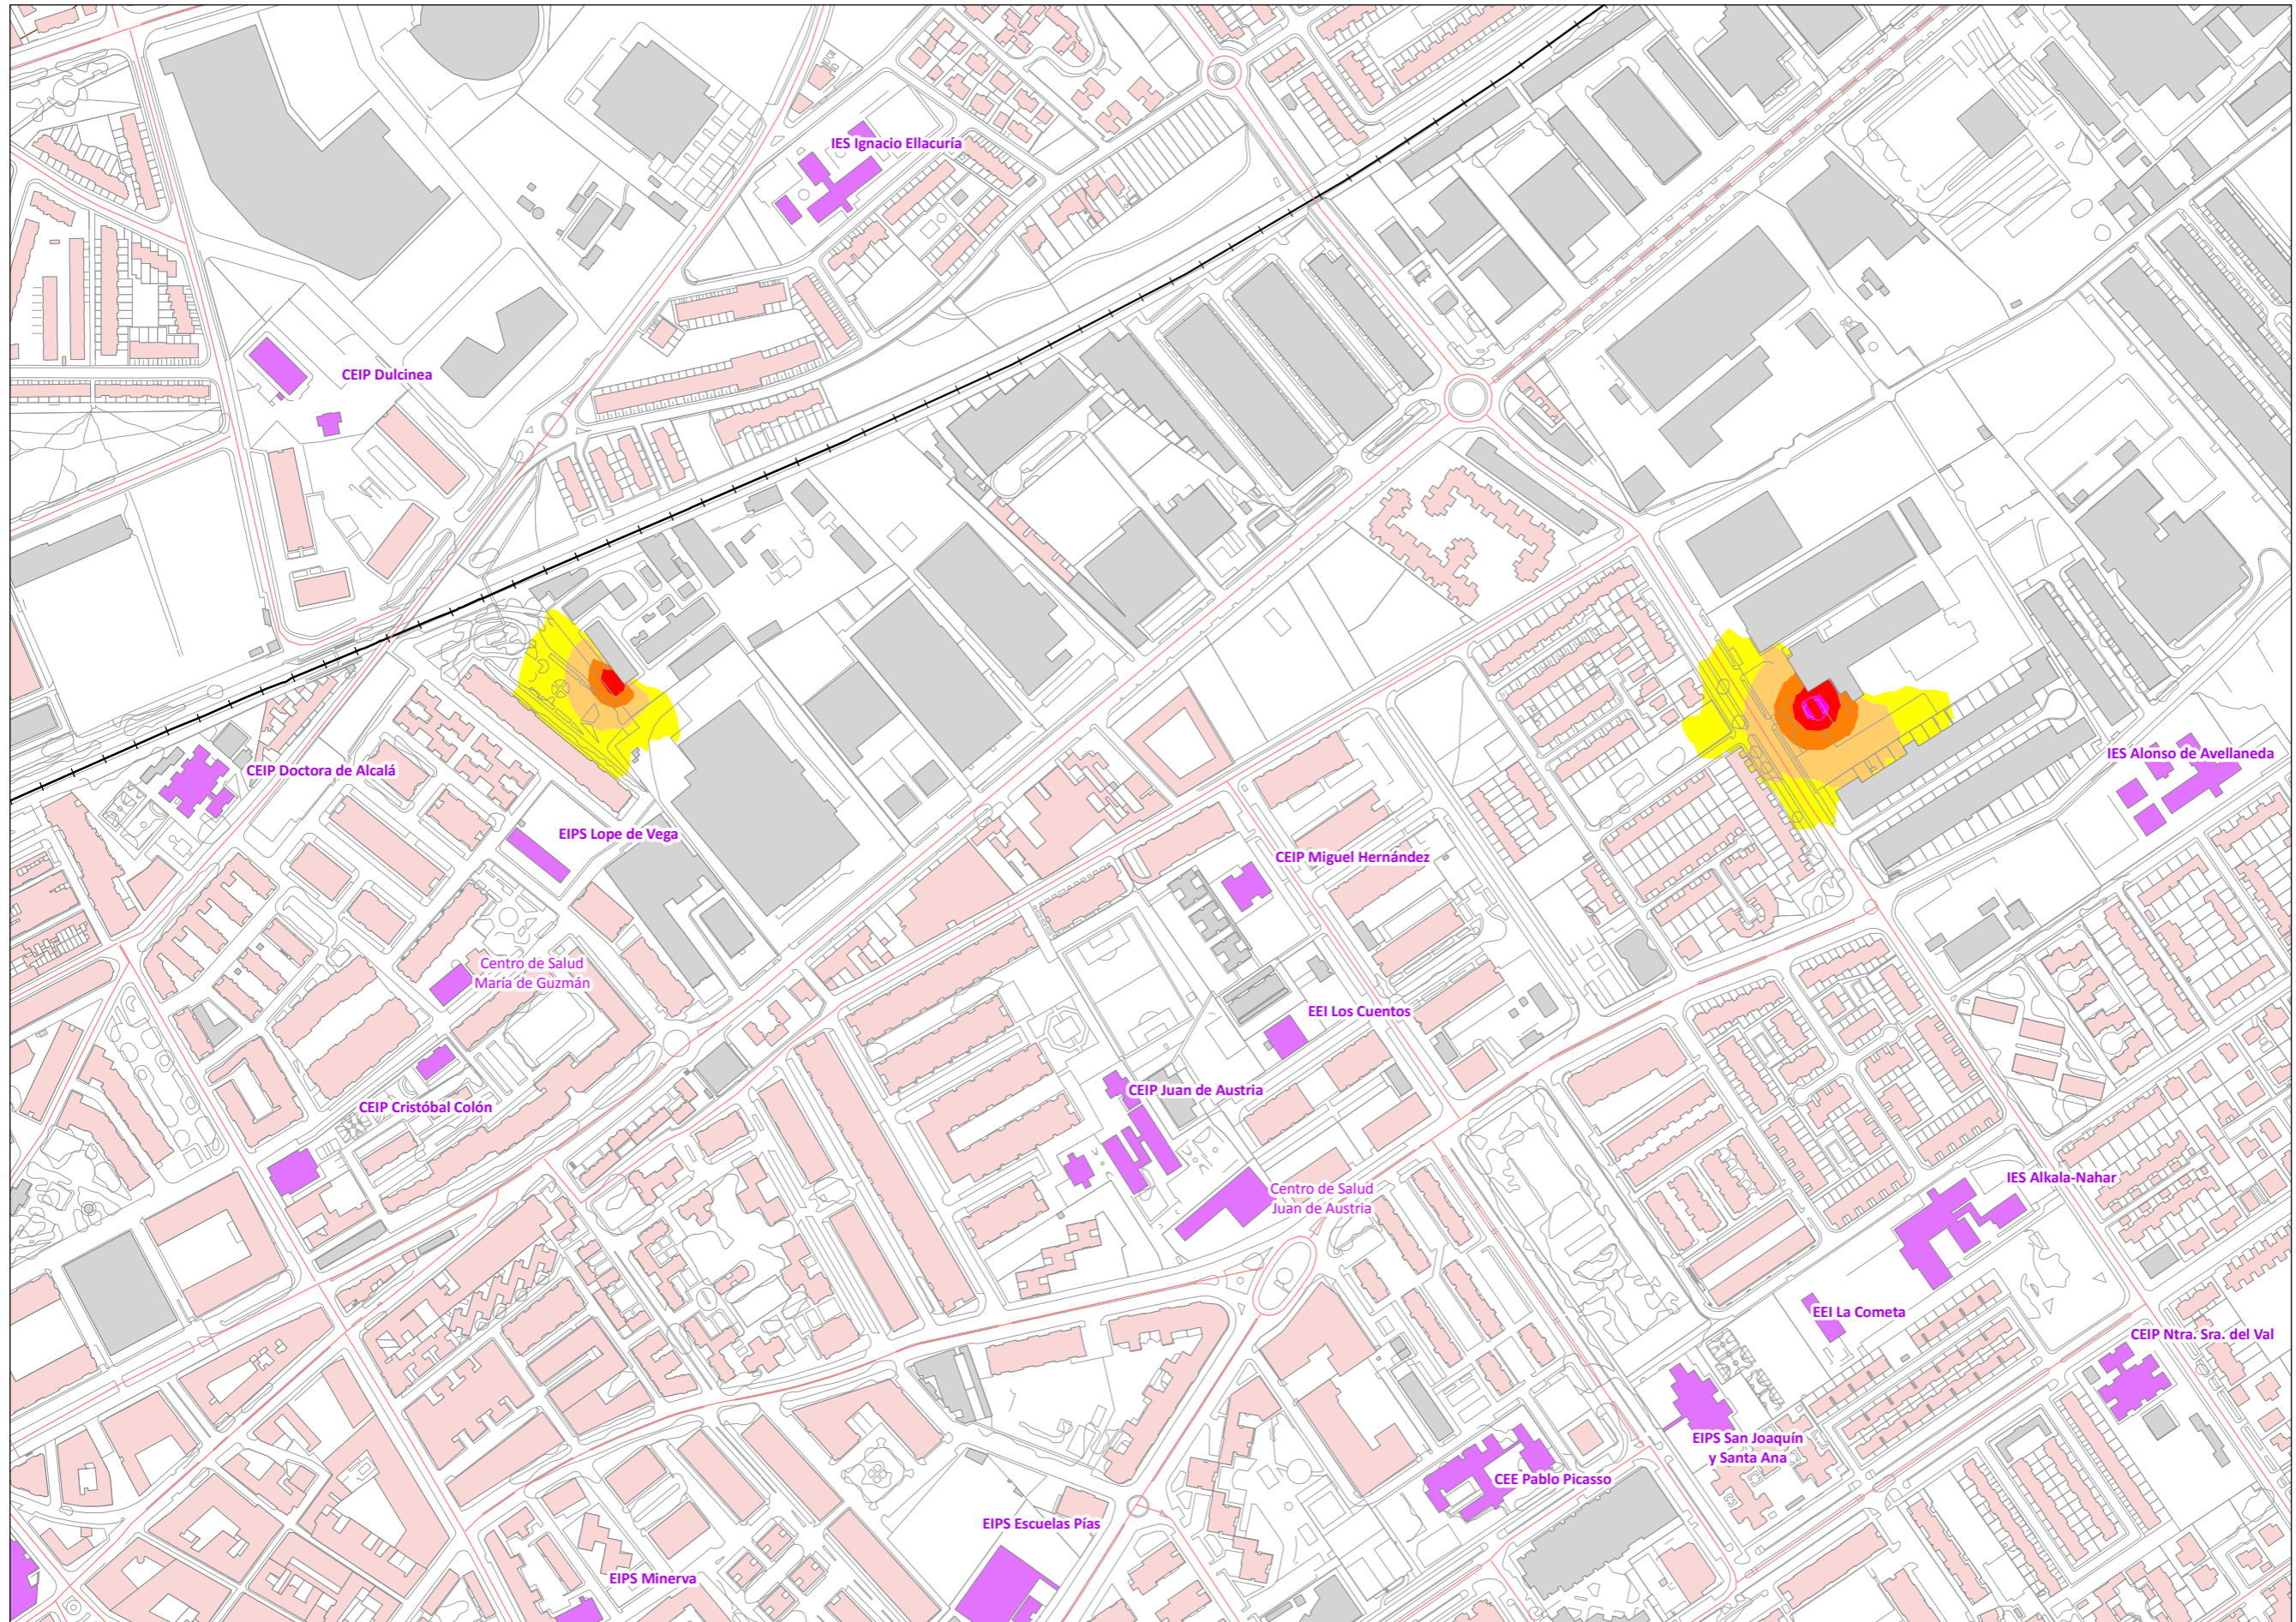 IES Ignacio Ellacuría
CEIP Dulcinea
IES Alonso de Avellaneda
CEIP Doctora de Alcalá
EIPS Lope de Vega
CEIP Miguel Hernández
Centro de Salud
María de Guzmán
EEI Los Cuentos
CEIP Juan de Austria
CEIP Cristóbal Colón
IES Alkala-Nahar
Centro de Salud
Juan de Austria
EEI La Cometa
CEIP Ntra. Sra. del Val
EIPS San Joaquín
y Santa Ana
CEE Pablo Picasso
EIPS Escuelas Pías
EIPS Minerva